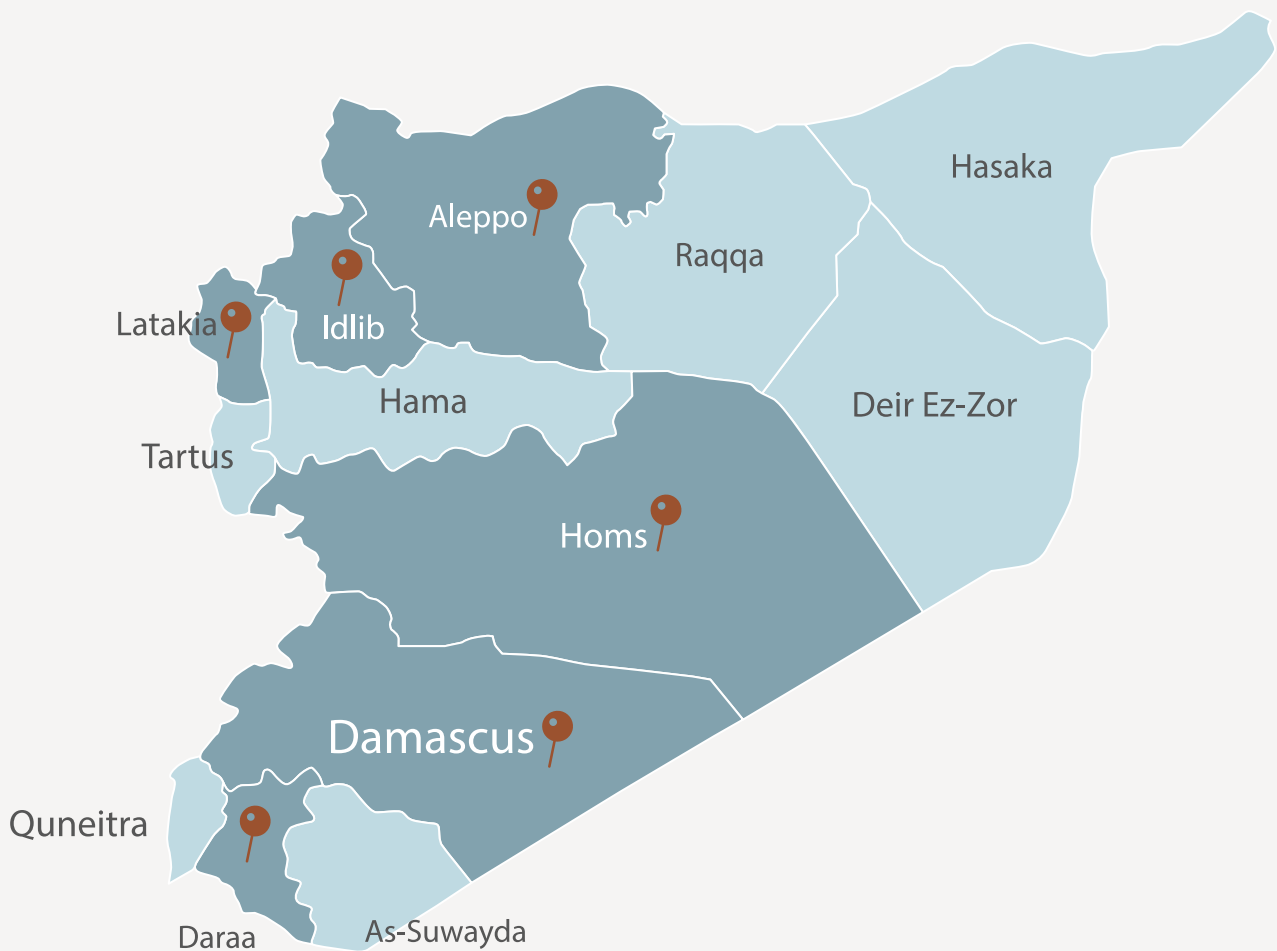 Hasaka
Aleppo
Raqqa
Latakia
Idlib
Hama
Deir Ez-Zor
Tartus
Homs
Damascus
Quneitra
Daraa
As-Suwayda